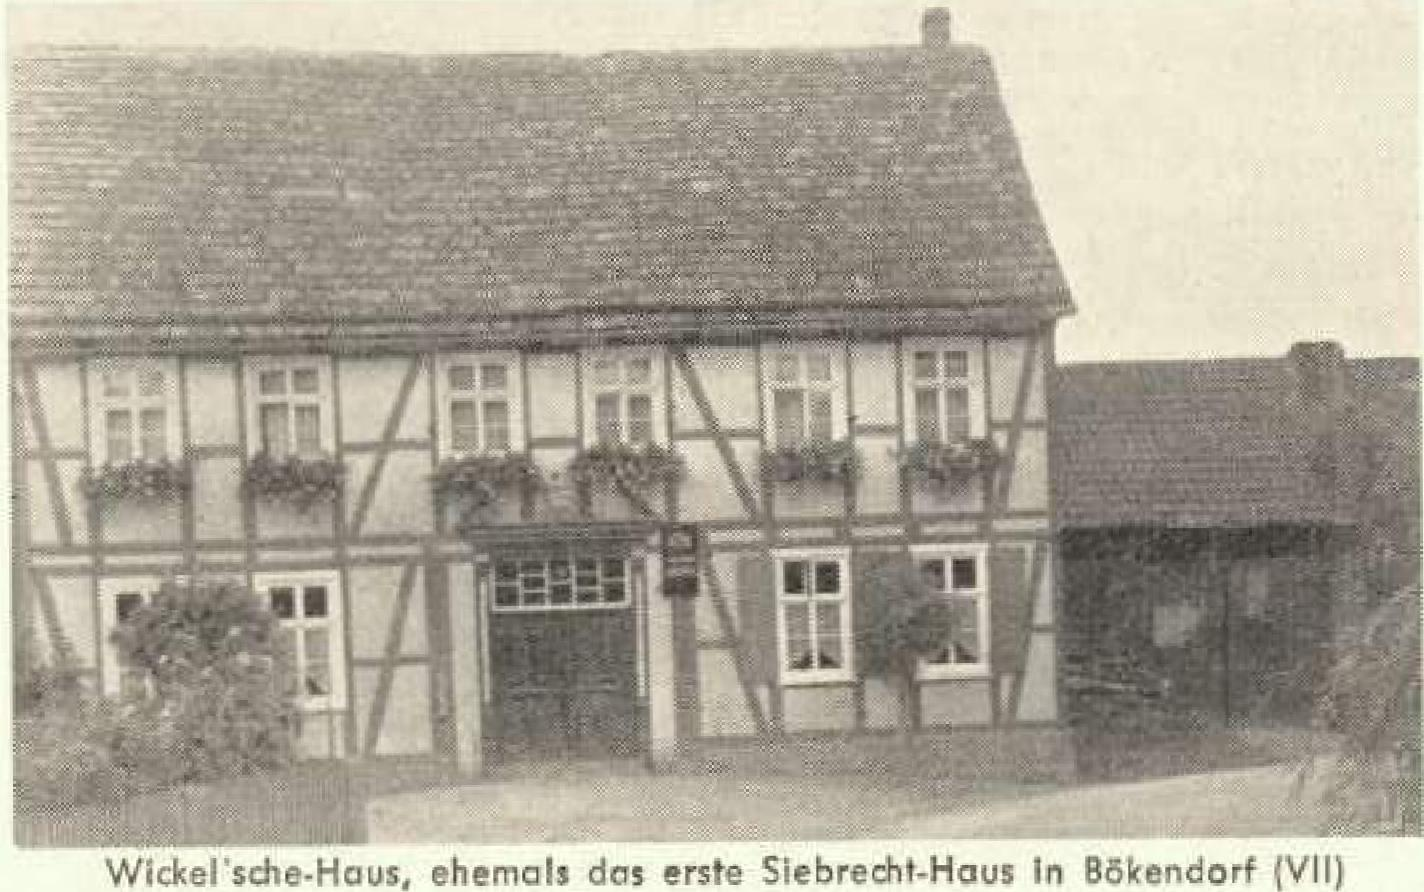 Wickel'sche-Haus, ehemals das erste Siebrecht-Haus in Bökendorf (VII)